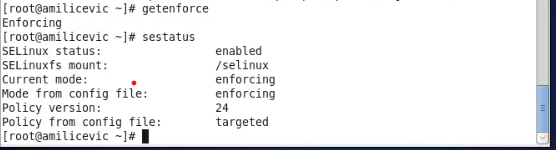 [root@amilicevic ~]# getenforce
Enforcing
[root@amilicevic ~]# sestatus
SELinux status:                 enabled
SELinuxfs mount:                /selinux
Current mode:                   enforcing
Mode from config file:          enforcing
Policy version:                 24
Policy from config file:        targeted
[root@amilicevic ~]#